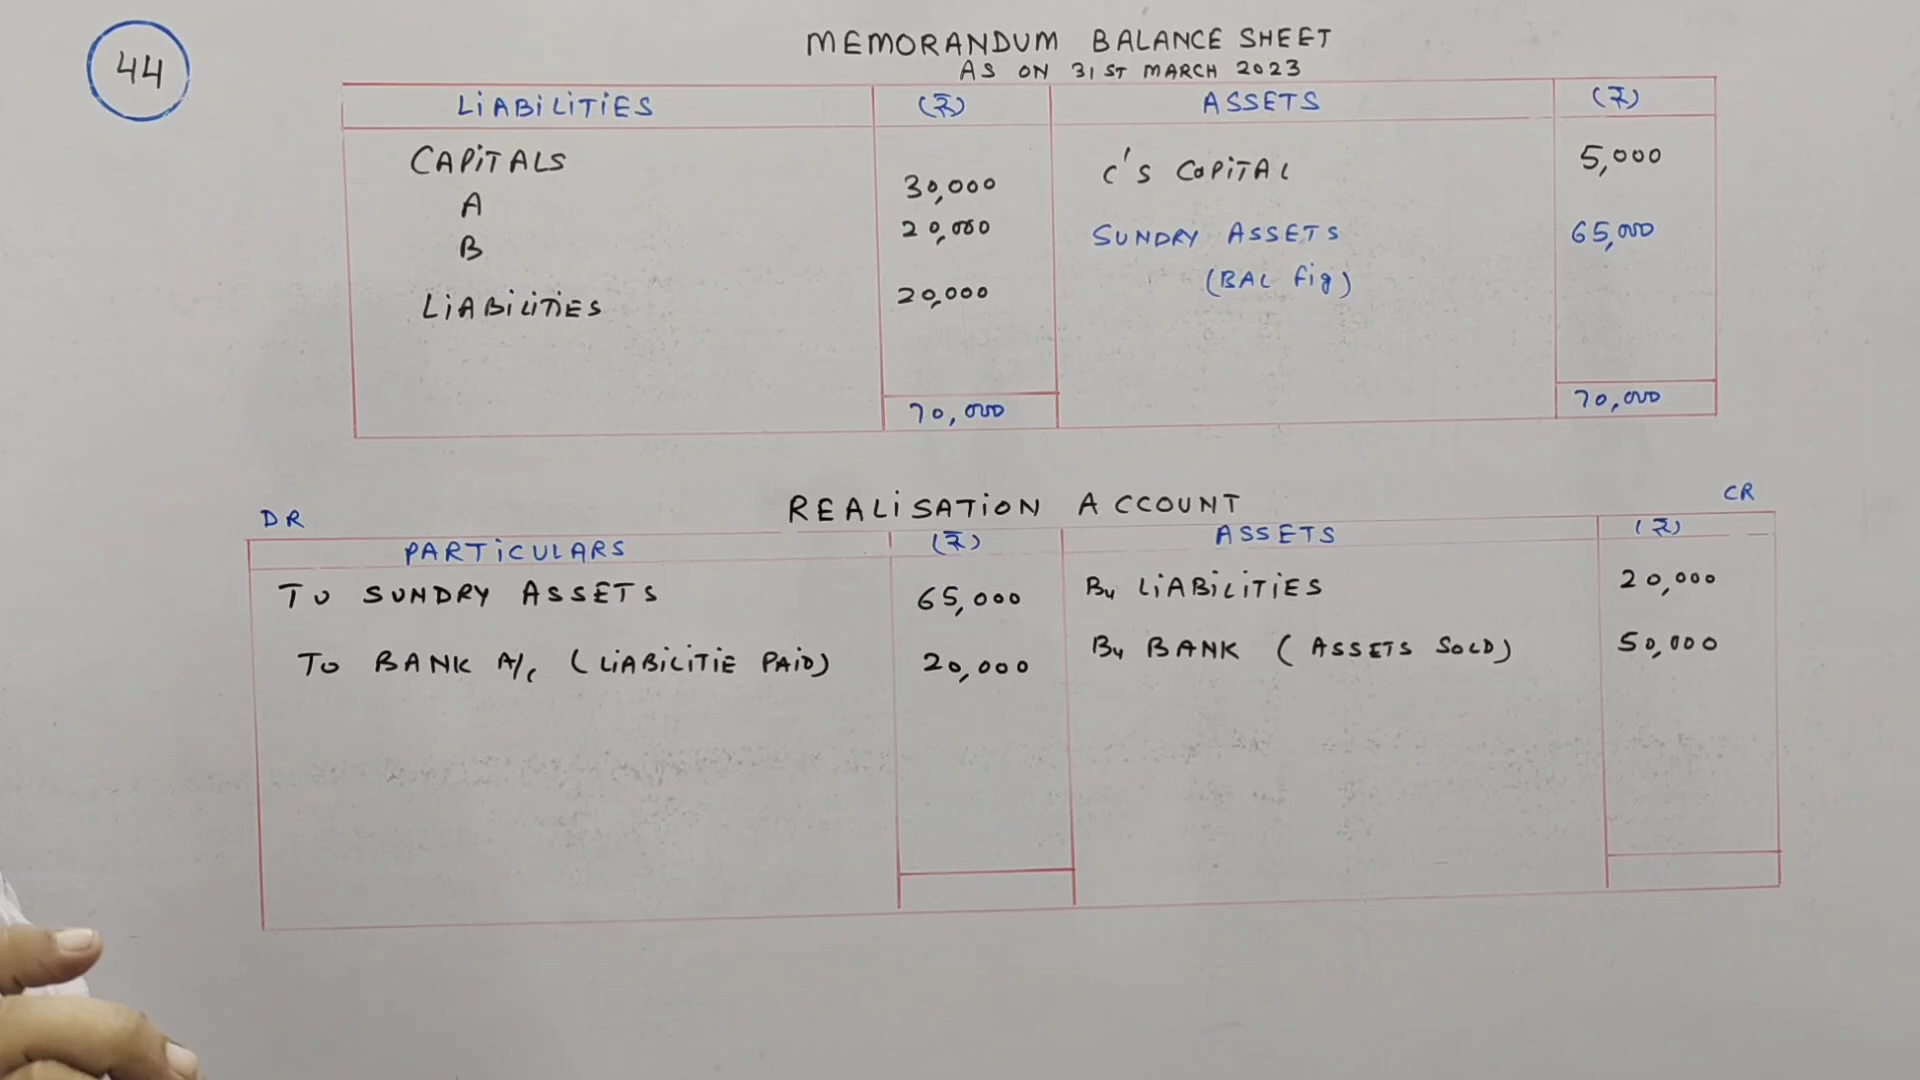 44
MEMORANDUM BALANCE SHEET
AS ON 31ST MARCH 2023
LIABILITIES (₹) ASSETS (₹)
CAPITALS
A 30,000
B 20,000
LIABILITIES 20,000
C'S CAPITAL 5,000
SUNDRY ASSETS 65,000
(BAL fig)
70,000 70,000
REALISATION ACCOUNT
DR CR
PARTICULARS (₹) ASSETS (₹)
TO SUNDRY ASSETS 65,000 By LIABILITIES 20,000
TO BANK A/C (LIABILITIE PAID) 20,000 By BANK (ASSETS SOLD) 50,000